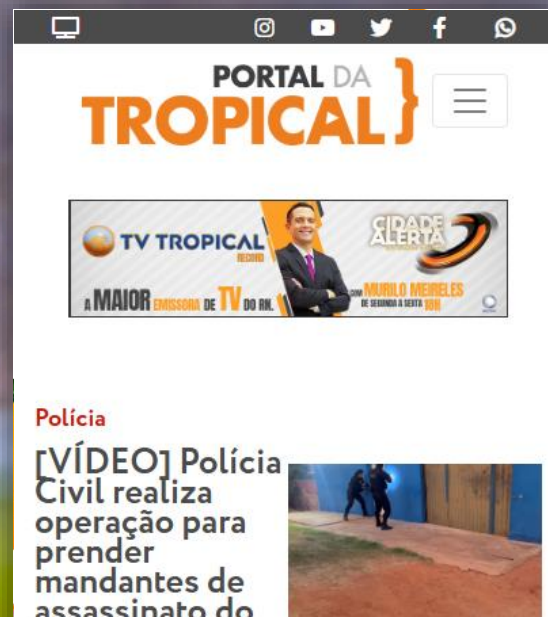 PORTAL DA
TROPICAL
TV TROPICAL
RECORD
CIDADE
ALERTA
A MAIOR EMISSORA DE TV DO RN.
COM MURILO MEIRELES
DE SEGUNDA A SEXTA 18H
Polícia
[VÍDEO] Polícia
Civil realiza
operação para
prender
mandantes de
assassinato do